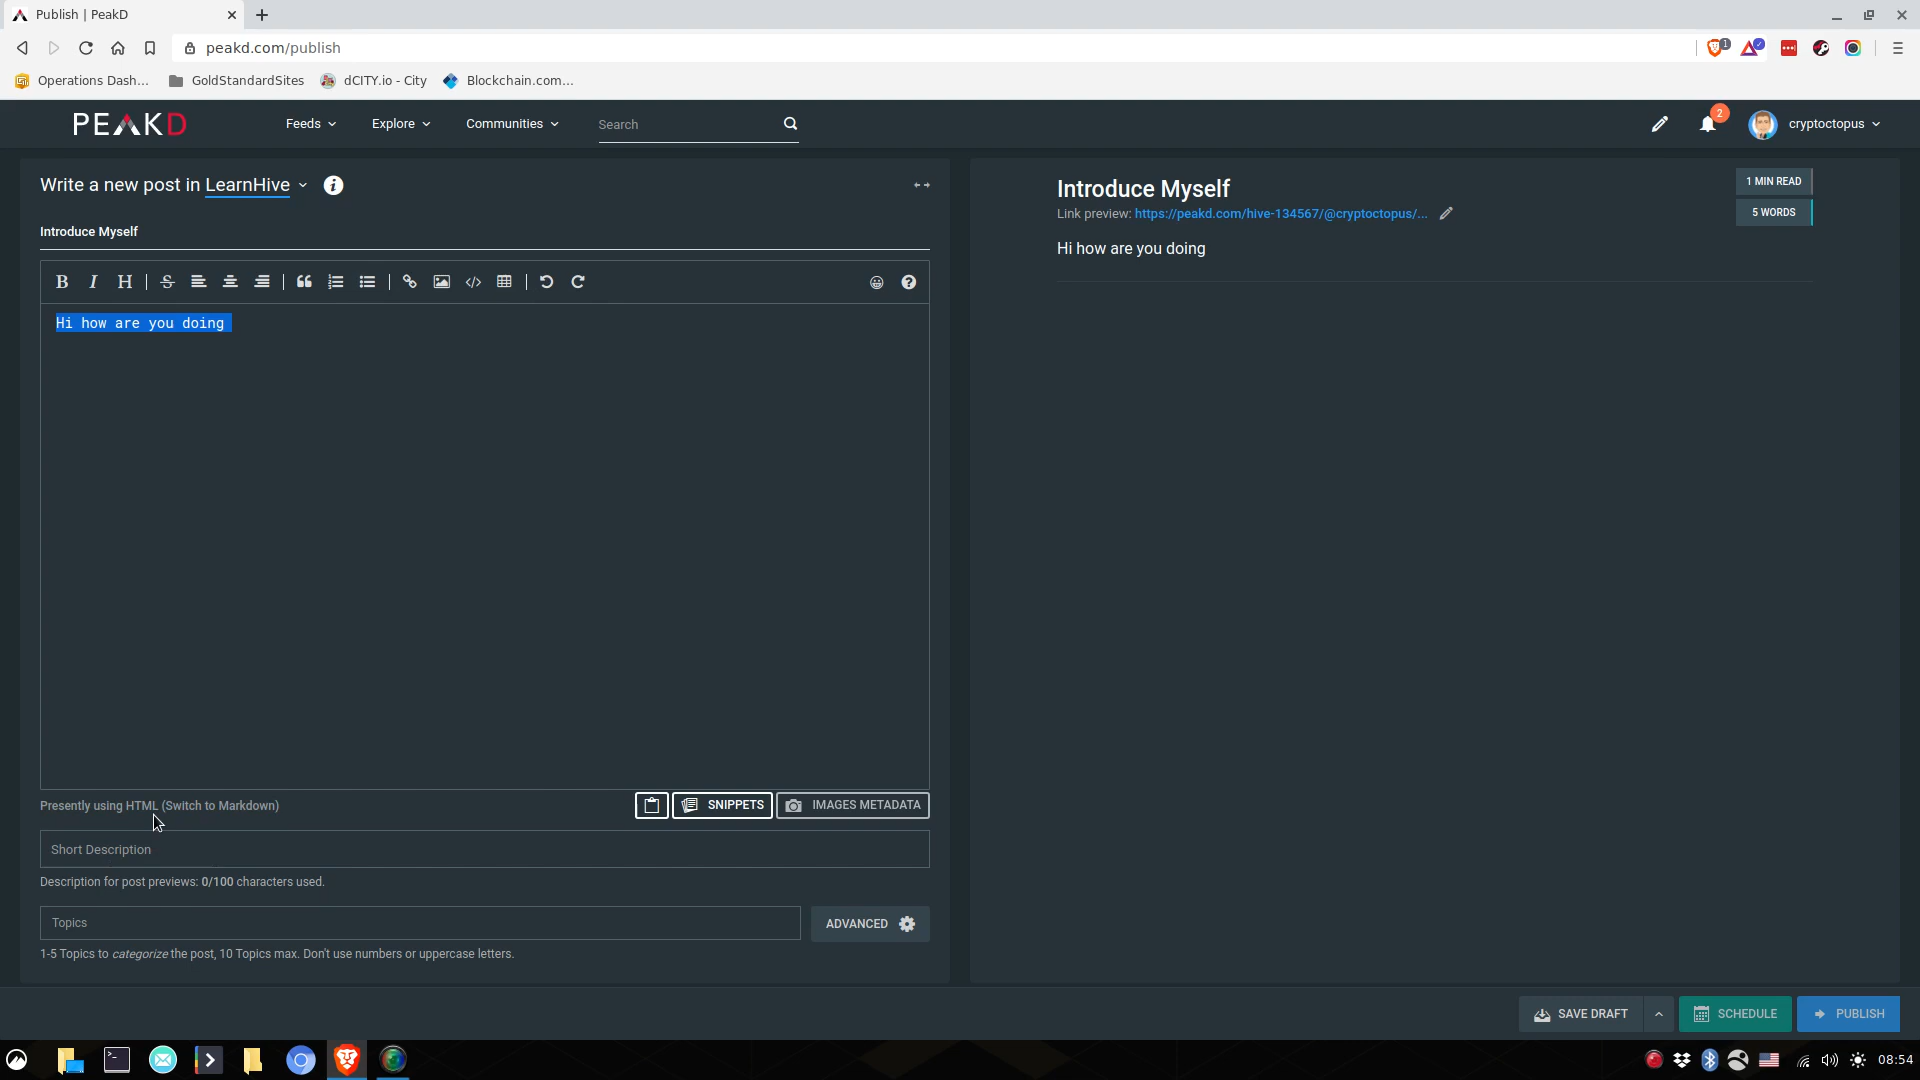 Publish | PeakD
peakd.com/publish
1
Operations Dash...
GoldStandardSites
dCITY.io - City
Blockchain.com...
PEAKD
Feeds
Explore
Communities
Search
2
cryptoctopus
Write a new post in LearnHive
Introduce Myself
B I H S
Hi how are you doing
Presently using HTML (Switch to Markdown)
SNIPPETS
IMAGES METADATA
Short Description
Description for post previews: 0/100 characters used.
Topics
ADVANCED
1-5 Topics to categorize the post, 10 Topics max. Don't use numbers or uppercase letters.
Introduce Myself
Link preview: https://peakd.com/hive-134567/@cryptoctopus/...
1 MIN READ
5 WORDS
Hi how are you doing
SAVE DRAFT
SCHEDULE
PUBLISH
08:54